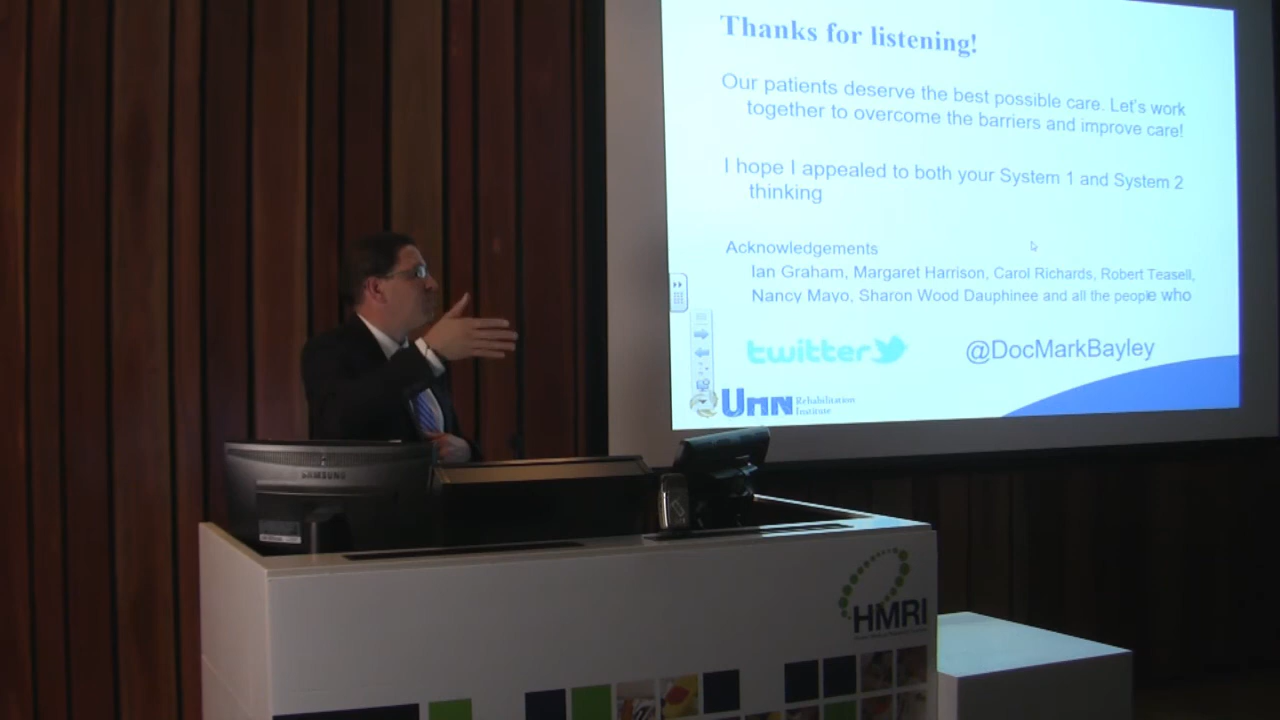 Thanks for listening!
Our patients deserve the best possible care. Let's work
together to overcome the barriers and improve care!
I hope I appealed to both your System 1 and System 2
thinking
Acknowledgements
Ian Graham, Margaret Harrison, Carol Richards, Robert Teasell,
Nancy Mayo, Sharon Wood Dauphinee and all the people who
twitter @DocMarkBayley
UHN Rehabilitation
Institute
SAMSUNG
HMRI